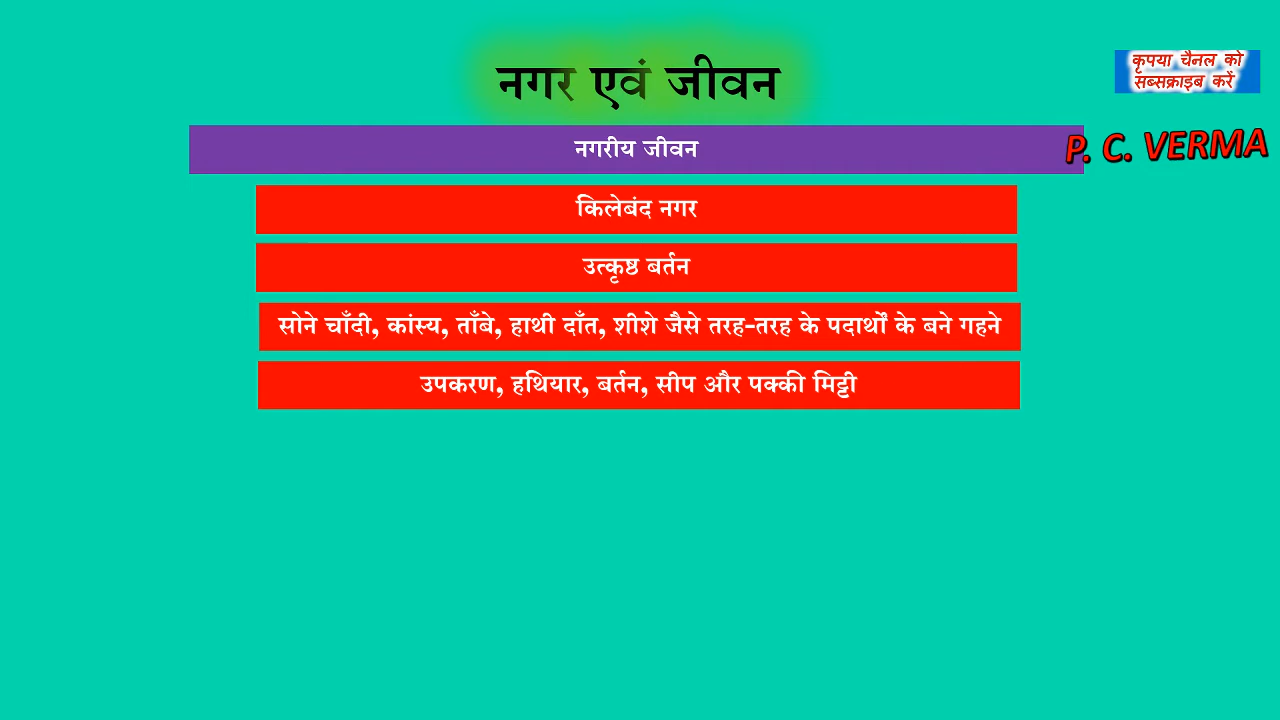 नगर एवं जीवन
कृपया चैनल को
सब्सक्राइब करें
P. C. VERMA
नगरीय जीवन
किलेबंद नगर
उत्कृष्ठ बर्तन
सोने चाँदी, कांस्य, ताँबे, हाथी दाँत, शीशे जैसे तरह-तरह के पदार्थों के बने गहने
उपकरण, हथियार, बर्तन, सीप और पक्की मिट्टी